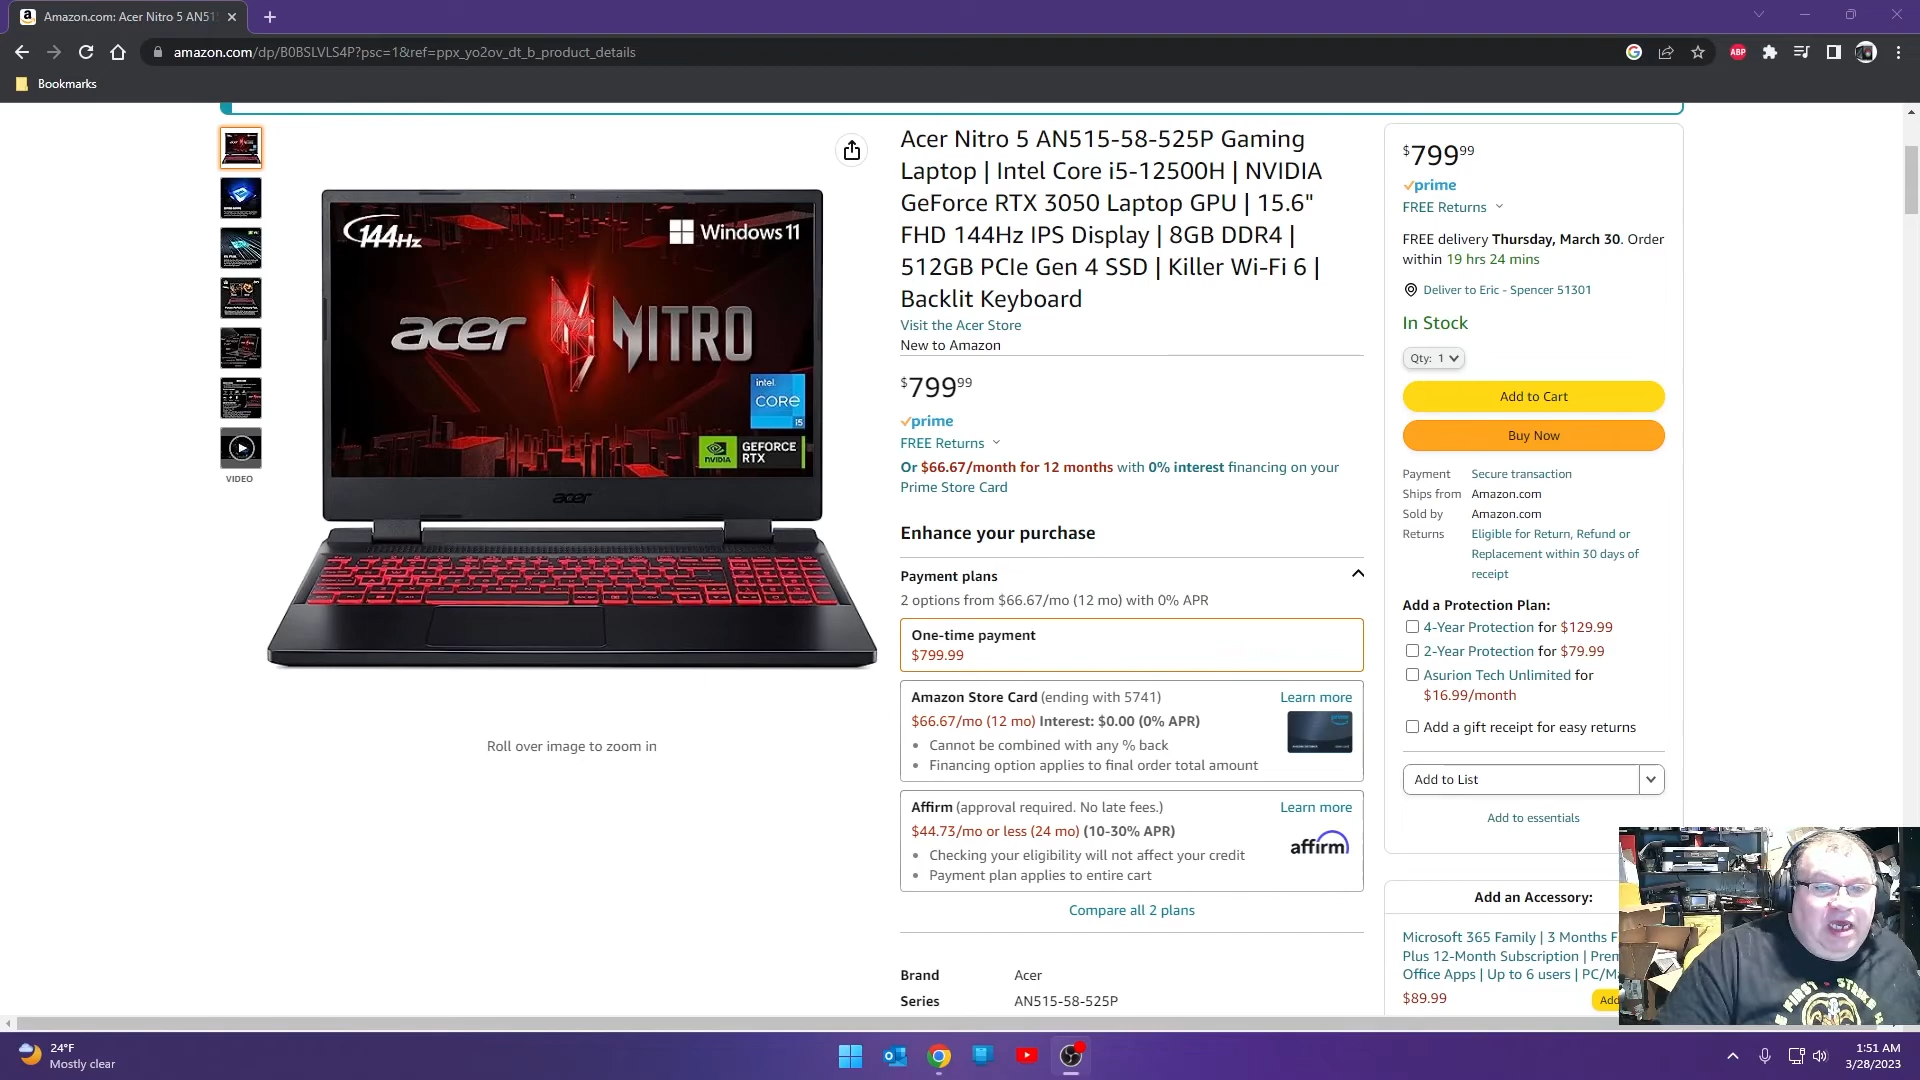 Amazon.com: Acer Nitro 5 AN51
amazon.com/dp/B0BSLVLS4P?psc=1&ref=ppx_yo2ov_dt_b_product_details
ABP
Bookmarks
144Hz
Windows 11
acer NITRO
intel.
CORE
i5
NVIDIA
GEFORCE
RTX
acer
VIDEO
Roll over image to zoom in
Acer Nitro 5 AN515-58-525P Gaming
Laptop | Intel Core i5-12500H | NVIDIA
GeForce RTX 3050 Laptop GPU | 15.6"
FHD 144Hz IPS Display | 8GB DDR4 |
512GB PCIe Gen 4 SSD | Killer Wi-Fi 6 |
Backlit Keyboard
Visit the Acer Store
New to Amazon
$799 99
prime
FREE Returns
Or $66.67/month for 12 months with 0% interest financing on your
Prime Store Card
Enhance your purchase
Payment plans
2 options from $66.67/mo (12 mo) with 0% APR
One-time payment
$799.99
Amazon Store Card (ending with 5741) Learn more
$66.67/mo (12 mo) Interest: $0.00 (0% APR)
• Cannot be combined with any % back
• Financing option applies to final order total amount
Affirm (approval required. No late fees.) Learn more
$44.73/mo or less (24 mo) (10-30% APR)
affirm
• Checking your eligibility will not affect your credit
• Payment plan applies to entire cart
Compare all 2 plans
Brand Acer
Series AN515-58-525P
$799 99
prime
FREE Returns
FREE delivery Thursday, March 30. Order
within 19 hrs 24 mins
Deliver to Eric - Spencer 51301
In Stock
Qty: 1
Add to Cart
Buy Now
Payment Secure transaction
Ships from Amazon.com
Sold by Amazon.com
Returns Eligible for Return, Refund or
Replacement within 30 days of
receipt
Add a Protection Plan:
4-Year Protection for $129.99
2-Year Protection for $79.99
Asurion Tech Unlimited for
$16.99/month
Add a gift receipt for easy returns
Add to List
Add to essentials
Add an Accessory:
Microsoft 365 Family | 3 Months F
Plus 12-Month Subscription | Prem
Office Apps | Up to 6 users | PC/Ma
$89.99
Add
FIRST STRIKE
24°F
Mostly clear
1:51 AM
3/28/2023